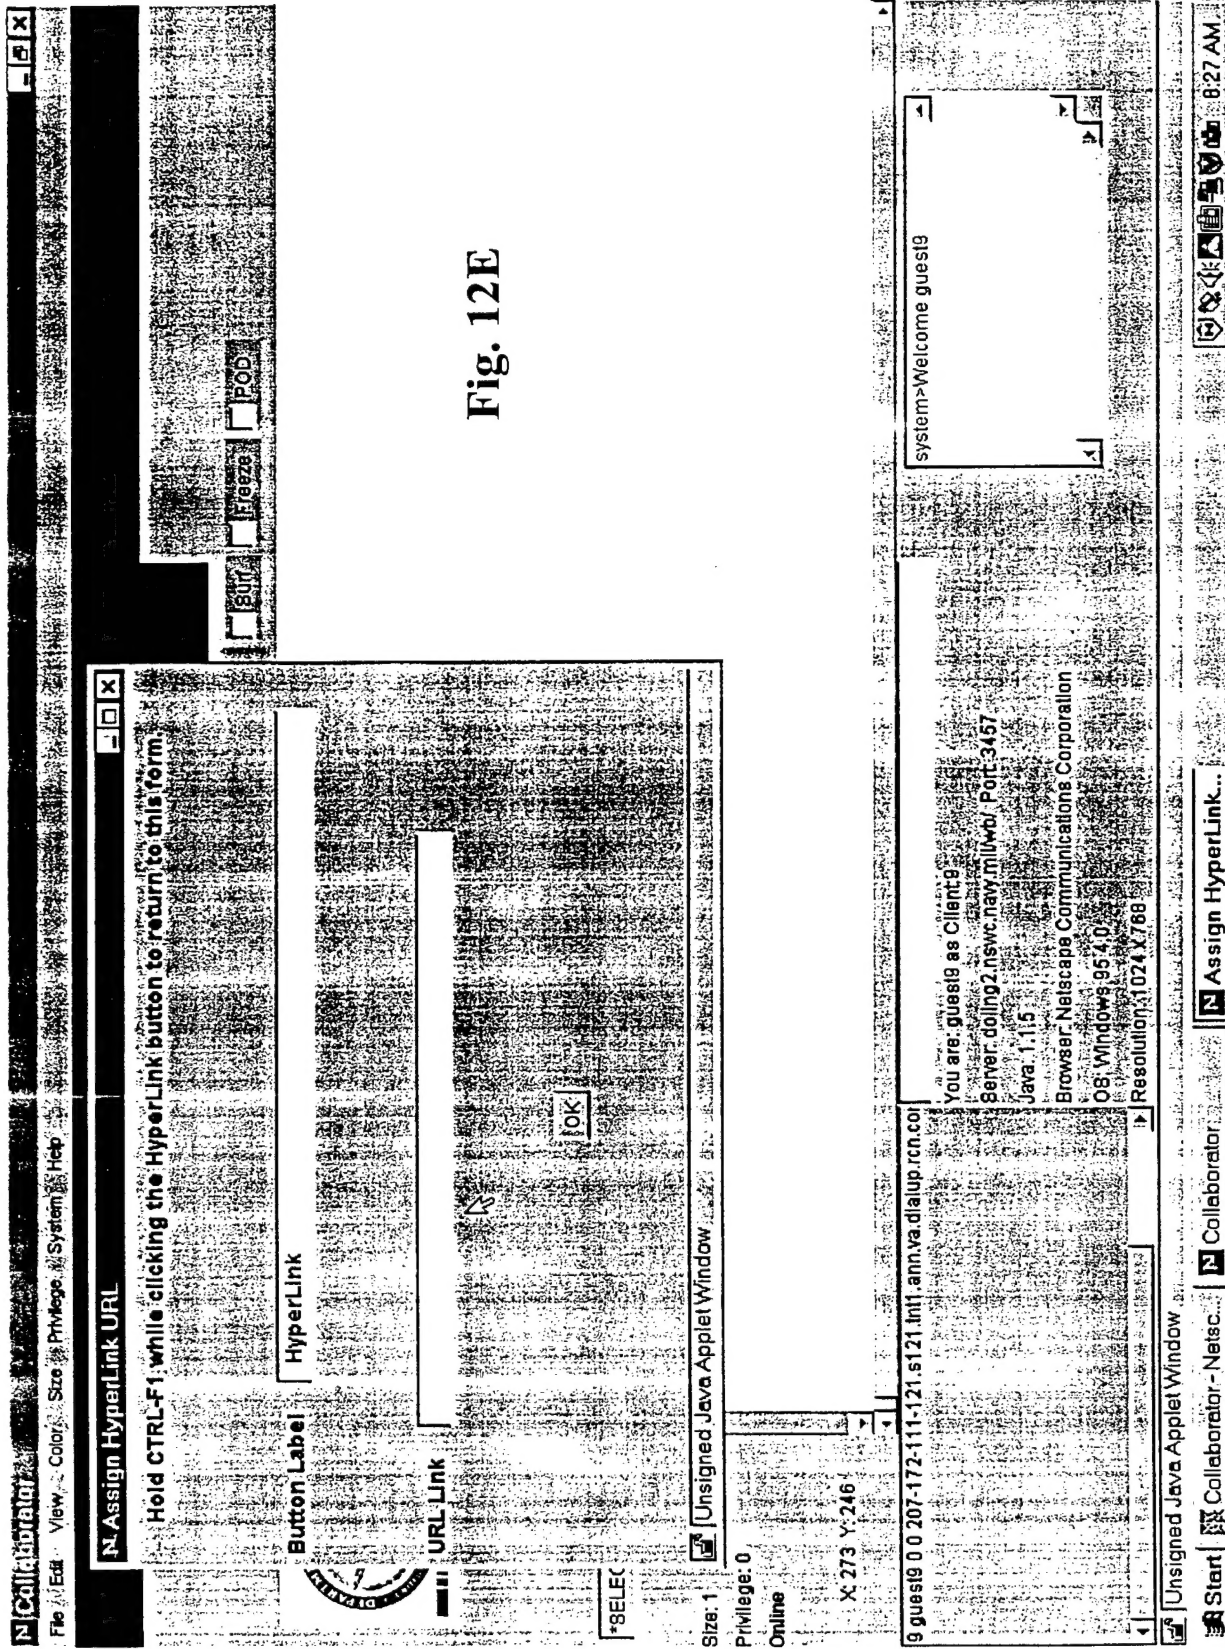 Collaborator
File Edit View Color Size Privilege System Help
Assign HyperLink URL
Hold CTRL-F1 while clicking the HyperLink button to return to this form.
Button Label HyperLink
URL Link
OK
Unsigned Java Applet Window
Surf Freeze POD
Fig. 12E
*SELEC
Size: 1
Privilege: 0
Online
X: 273 Y: 246
9 guest9 0 0 207-172-111-121.s121.tnt1.ann.va.dialup.rcn.com
You are: guest9 as Client 9
Server: doling2.nswc.navy.mil/wb/ Port: 3457
Java: 1.1.5
Browser: Netscape Communications Corporation
OS: Windows 95 4.0
Resolution: 1024 X 768
system>Welcome guest9
Unsigned Java Applet Window
Start Collaborator - Netsc... Collaborator Assign HyperLink... 8:27 AM